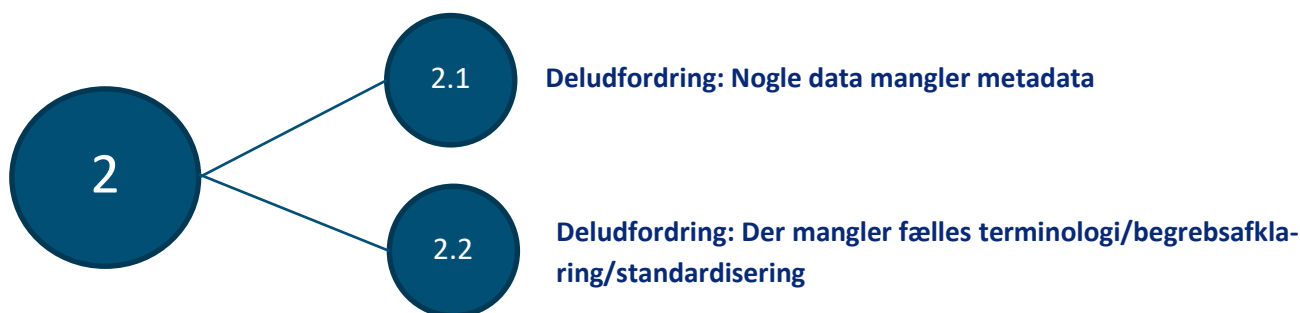 2
2.1
Deludfordring: Nogle data mangler metadata
2.2
Deludfordring: Der mangler fælles terminologi/begrebsafkla-
ring/standardisering